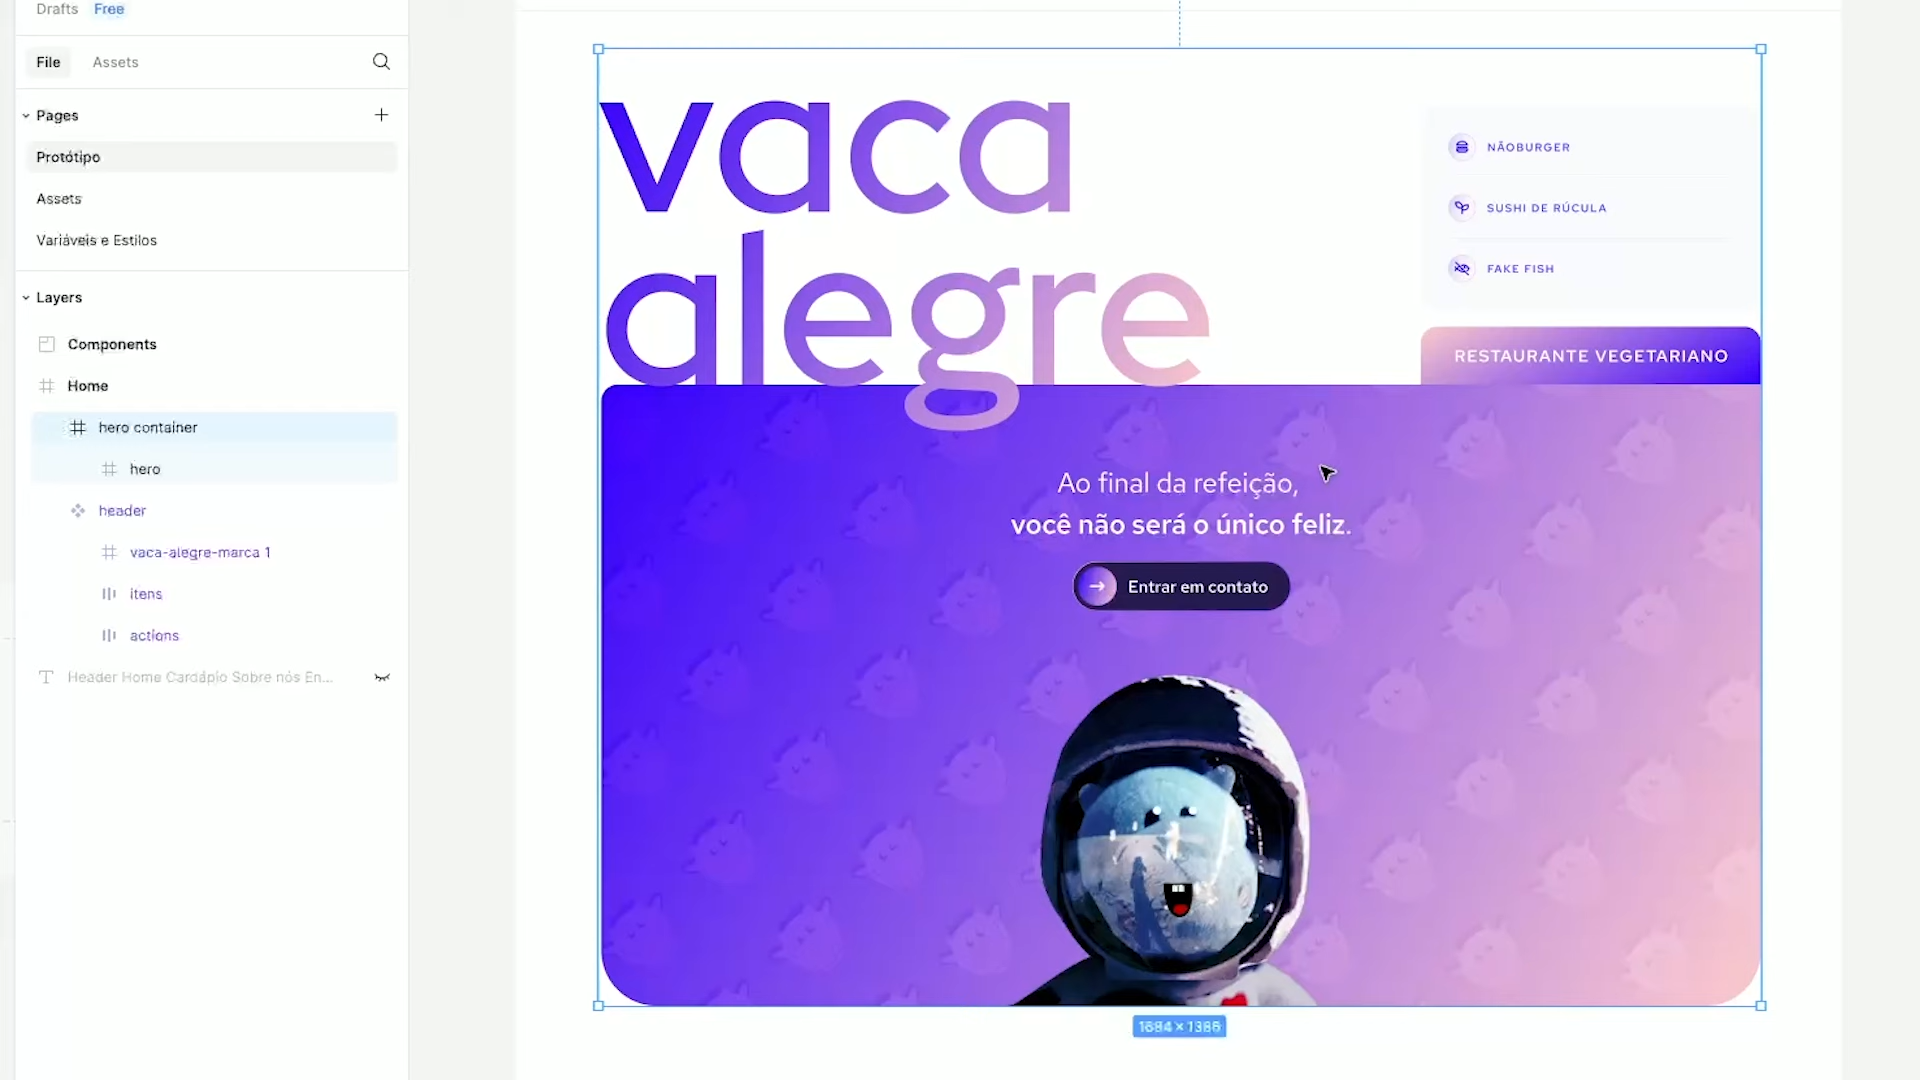 Drafts Free
File Assets
Pages
Protótipo
Assets
Variáveis e Estilos
Layers
Components
Home
hero container
hero
header
vaca-alegre-marca 1
itens
actions
Header Home Cardápio Sobre nós En...
vaca
alegre
NÃOBURGER
SUSHI DE RÚCULA
FAKE FISH
RESTAURANTE VEGETARIANO
Ao final da refeição,
você não será o único feliz.
Entrar em contato
1684 × 1386